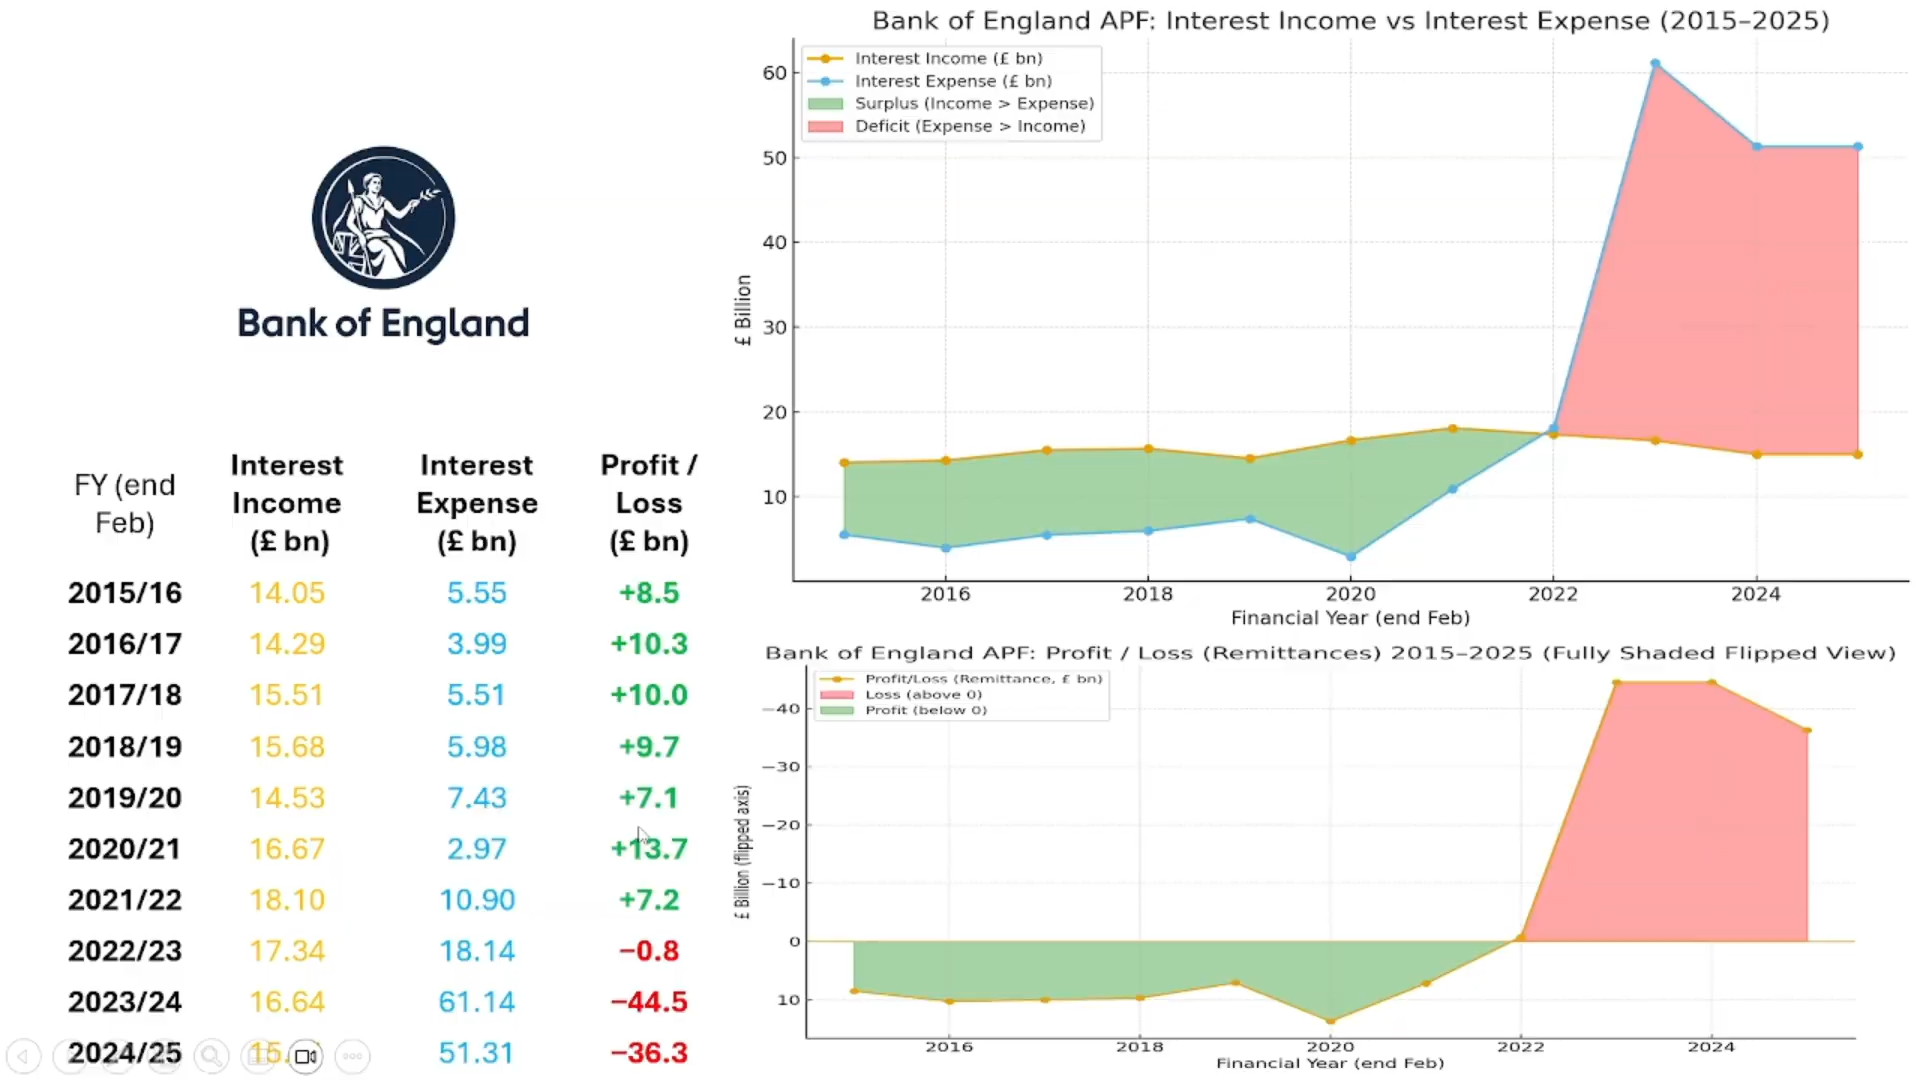 Bank of England
FY (end Feb)
Interest Income (£ bn)
Interest Expense (£ bn)
Profit / Loss (£ bn)
2015/16 14.05 5.55 +8.5
2016/17 14.29 3.99 +10.3
2017/18 15.51 5.51 +10.0
2018/19 15.68 5.98 +9.7
2019/20 14.53 7.43 +7.1
2020/21 16.67 2.97 +13.7
2021/22 18.10 10.90 +7.2
2022/23 17.34 18.14 −0.8
2023/24 16.64 61.14 −44.5
2024/25 51.31 −36.3
Bank of England APF: Interest Income vs Interest Expense (2015–2025)
Interest Income (£ bn)
Interest Expense (£ bn)
Surplus (Income > Expense)
Deficit (Expense > Income)
£ Billion
60
50
40
30
20
10
2016 2018 2020 2022 2024
Financial Year (end Feb)
Bank of England APF: Profit / Loss (Remittances) 2015–2025 (Fully Shaded Flipped View)
Profit/Loss (Remittance, £ bn)
Loss (above 0)
Profit (below 0)
£ Billion (flipped axis)
−40
−30
−20
−10
0
10
2016 2018 2020 2022 2024
Financial Year (end Feb)